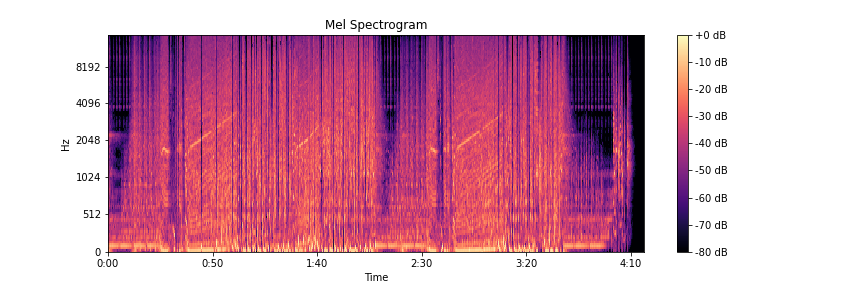 Mel Spectrogram
Hz
8192
4096
2048
1024
512
0
0:00 0:50 1:40 2:30 3:20 4:10
Time
+0 dB
-10 dB
-20 dB
-30 dB
-40 dB
-50 dB
-60 dB
-70 dB
-80 dB